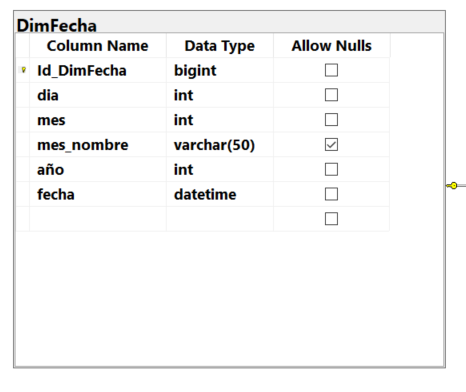 DimFecha
Column Name Data Type Allow Nulls
Id_DimFecha bigint
dia int
mes int
mes_nombre varchar(50)
año int
fecha datetime